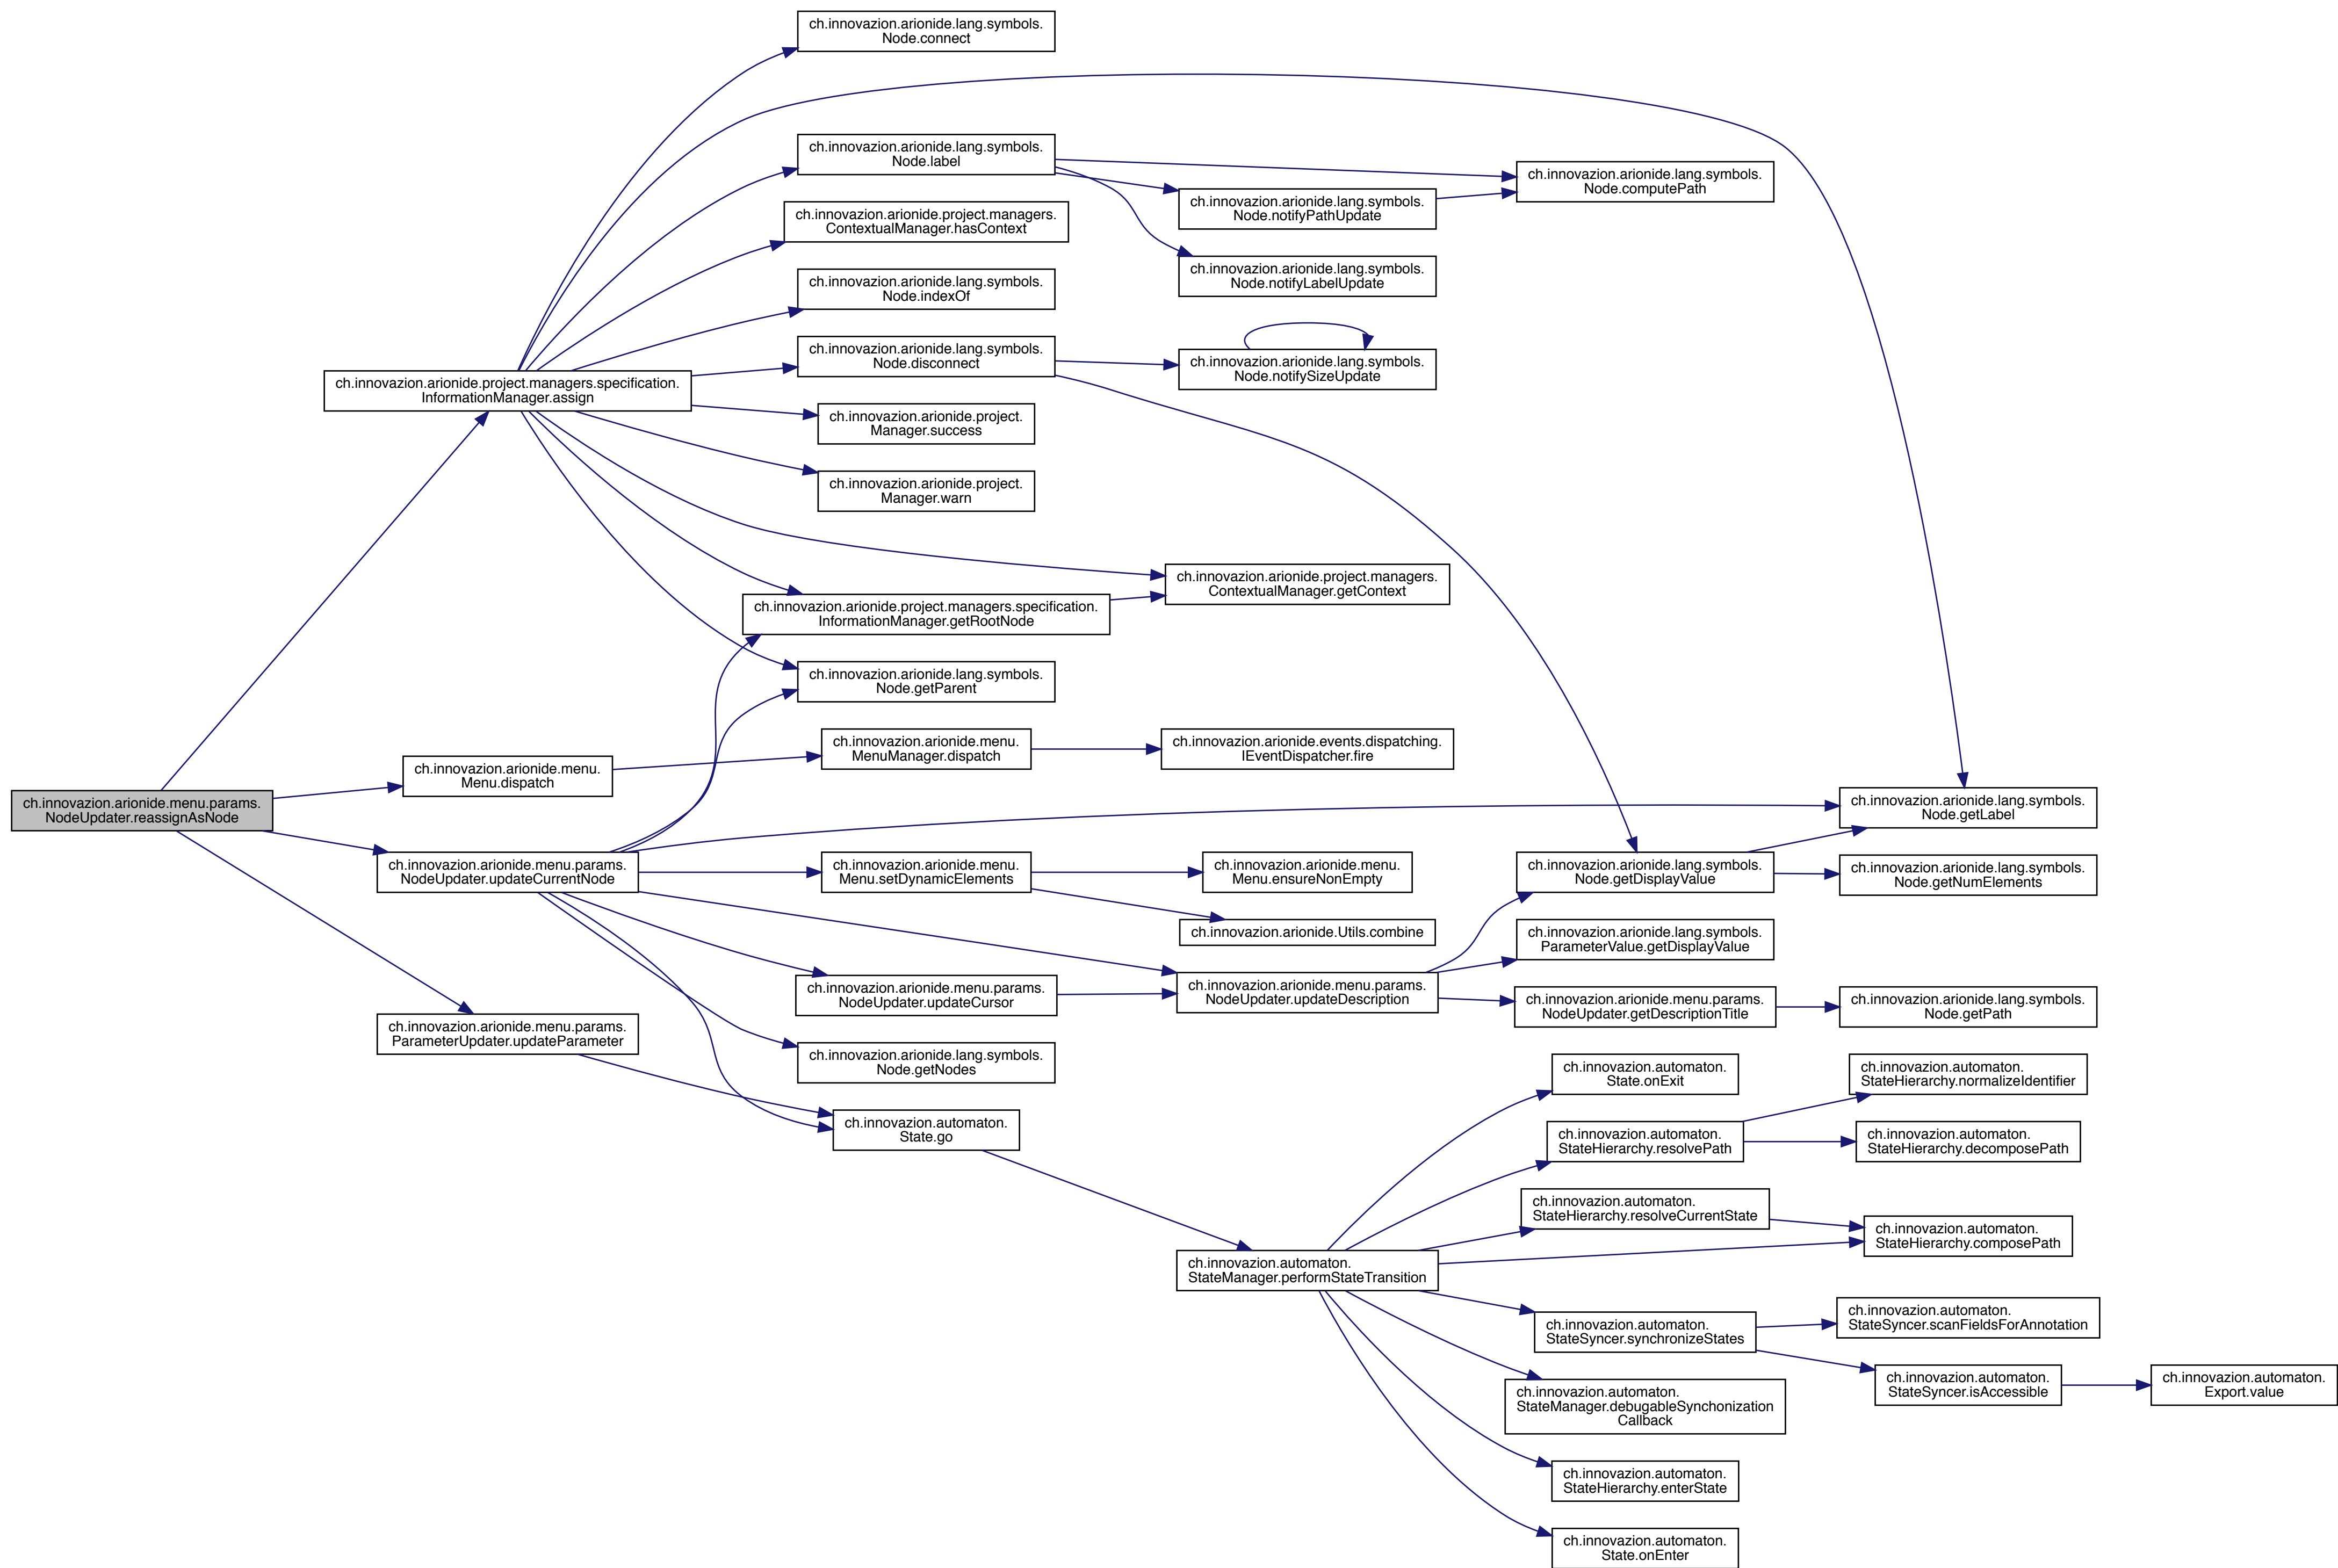 ch.innovazion.arionide.lang.symbols.
Node.connect
ch.innovazion.arionide.lang.symbols.
Node.label
ch.innovazion.arionide.lang.symbols.
Node.computePath
ch.innovazion.arionide.lang.symbols.
Node.notifyPathUpdate
ch.innovazion.arionide.project.managers.
ContextualManager.hasContext
ch.innovazion.arionide.lang.symbols.
Node.notifyLabelUpdate
ch.innovazion.arionide.lang.symbols.
Node.indexOf
ch.innovazion.arionide.lang.symbols.
Node.disconnect
ch.innovazion.arionide.lang.symbols.
Node.notifySizeUpdate
ch.innovazion.arionide.project.managers.specification.
InformationManager.assign
ch.innovazion.arionide.project.
Manager.success
ch.innovazion.arionide.project.
Manager.warn
ch.innovazion.arionide.project.managers.
ContextualManager.getContext
ch.innovazion.arionide.project.managers.specification.
InformationManager.getRootNode
ch.innovazion.arionide.lang.symbols.
Node.getParent
ch.innovazion.arionide.menu.
MenuManager.dispatch
ch.innovazion.arionide.events.dispatching.
IEventDispatcher.fire
ch.innovazion.arionide.menu.
Menu.dispatch
ch.innovazion.arionide.menu.params.
NodeUpdater.reassignAsNode
ch.innovazion.arionide.lang.symbols.
Node.getLabel
ch.innovazion.arionide.menu.params.
NodeUpdater.updateCurrentNode
ch.innovazion.arionide.menu.
Menu.setDynamicElements
ch.innovazion.arionide.menu.
Menu.ensureNonEmpty
ch.innovazion.arionide.lang.symbols.
Node.getDisplayValue
ch.innovazion.arionide.lang.symbols.
Node.getNumElements
ch.innovazion.arionide.Utils.combine
ch.innovazion.arionide.lang.symbols.
ParameterValue.getDisplayValue
ch.innovazion.arionide.menu.params.
NodeUpdater.updateCursor
ch.innovazion.arionide.menu.params.
NodeUpdater.updateDescription
ch.innovazion.arionide.menu.params.
NodeUpdater.getDescriptionTitle
ch.innovazion.arionide.lang.symbols.
Node.getPath
ch.innovazion.arionide.menu.params.
ParameterUpdater.updateParameter
ch.innovazion.arionide.lang.symbols.
Node.getNodes
ch.innovazion.automaton.
State.onExit
ch.innovazion.automaton.
StateHierarchy.normalizeIdentifier
ch.innovazion.automaton.
State.go
ch.innovazion.automaton.
StateHierarchy.resolvePath
ch.innovazion.automaton.
StateHierarchy.decomposePath
ch.innovazion.automaton.
StateHierarchy.resolveCurrentState
ch.innovazion.automaton.
StateHierarchy.composePath
ch.innovazion.automaton.
StateManager.performStateTransition
ch.innovazion.automaton.
StateSyncer.synchronizeStates
ch.innovazion.automaton.
StateSyncer.scanFieldsForAnnotation
ch.innovazion.automaton.
StateSyncer.isAccessible
ch.innovazion.automaton.
Export.value
ch.innovazion.automaton.
StateManager.debugableSynchonization
Callback
ch.innovazion.automaton.
StateHierarchy.enterState
ch.innovazion.automaton.
State.onEnter